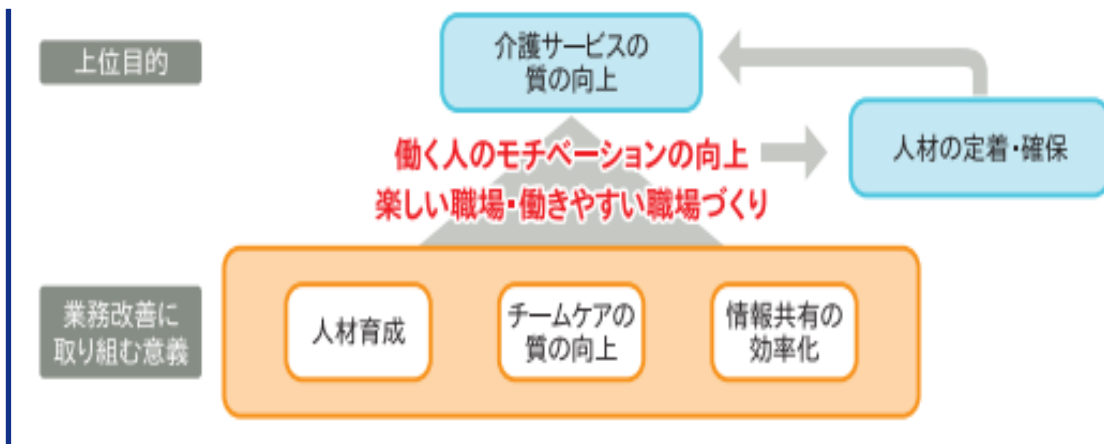 上位目的
介護サービスの
質の向上
働く人のモチベーションの向上
楽しい職場・働きやすい職場づくり
人材の定着・確保
業務改善に
取り組む意義
人材育成
チームケアの
質の向上
情報共有の
効率化